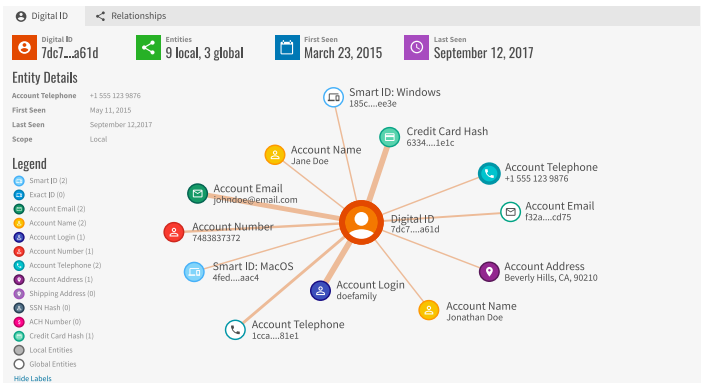 Digital ID
Relationships
Digital ID
7dc7....a61d
Entities
9 local, 3 global
First Seen
March 23, 2015
Last Seen
September 12, 2017
Entity Details
Account Telephone +1 555 123 9876
First Seen May 11, 2015
Last Seen September 12,2017
Scope Local
Legend
Smart ID (2)
Exact ID (0)
Account Email (2)
Account Name (2)
Account Login (1)
Account Number (1)
Account Telephone (2)
Account Address (1)
Shipping Address (0)
SSN Hash (0)
ACH Number (0)
Credit Card Hash (1)
Local Entities
Global Entities
Hide Labels
Smart ID: Windows
185c....ee3e
Credit Card Hash
6334....1e1c
Account Name
Jane Doe
Account Telephone
+1 555 123 9876
Account Email
johndoe@email.com
Account Email
f32a....cd75
Account Number
7483837372
Digital ID
7dc7....a61d
Smart ID: MacOS
4fed....aac4
Account Address
Beverly Hills, CA, 90210
Account Login
doefamily
Account Name
Jonathan Doe
Account Telephone
1cca....81e1